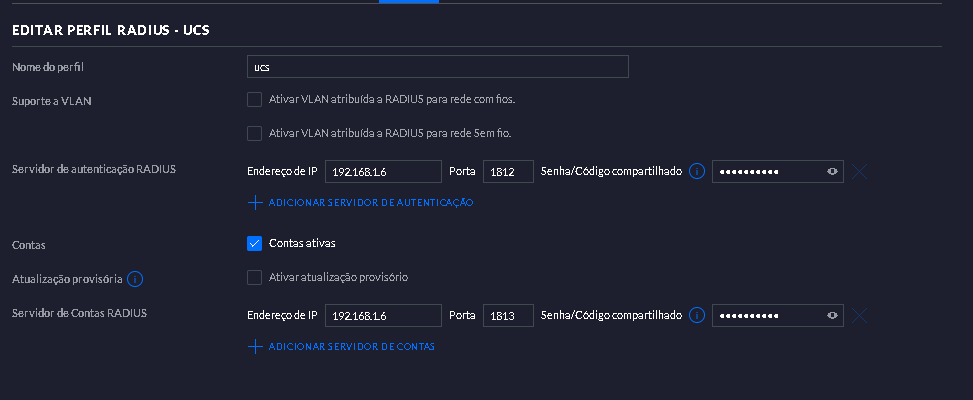 EDITAR PERFIL RADIUS - UCS
Nome do perfil ucs
Suporte a VLAN Ativar VLAN atribuída a RADIUS para rede com fios.
Ativar VLAN atribuída a RADIUS para rede Sem fio.
Servidor de autenticação RADIUS Endereço de IP 192.168.1.6 Porta 1812 Senha/Código compartilhado i ••••••••••
ADICIONAR SERVIDOR DE AUTENTICAÇÃO
Contas Contas ativas
Atualização provisória i Ativar atualização provisório
Servidor de Contas RADIUS Endereço de IP 192.168.1.6 Porta 1813 Senha/Código compartilhado i ••••••••••
ADICIONAR SERVIDOR DE CONTAS